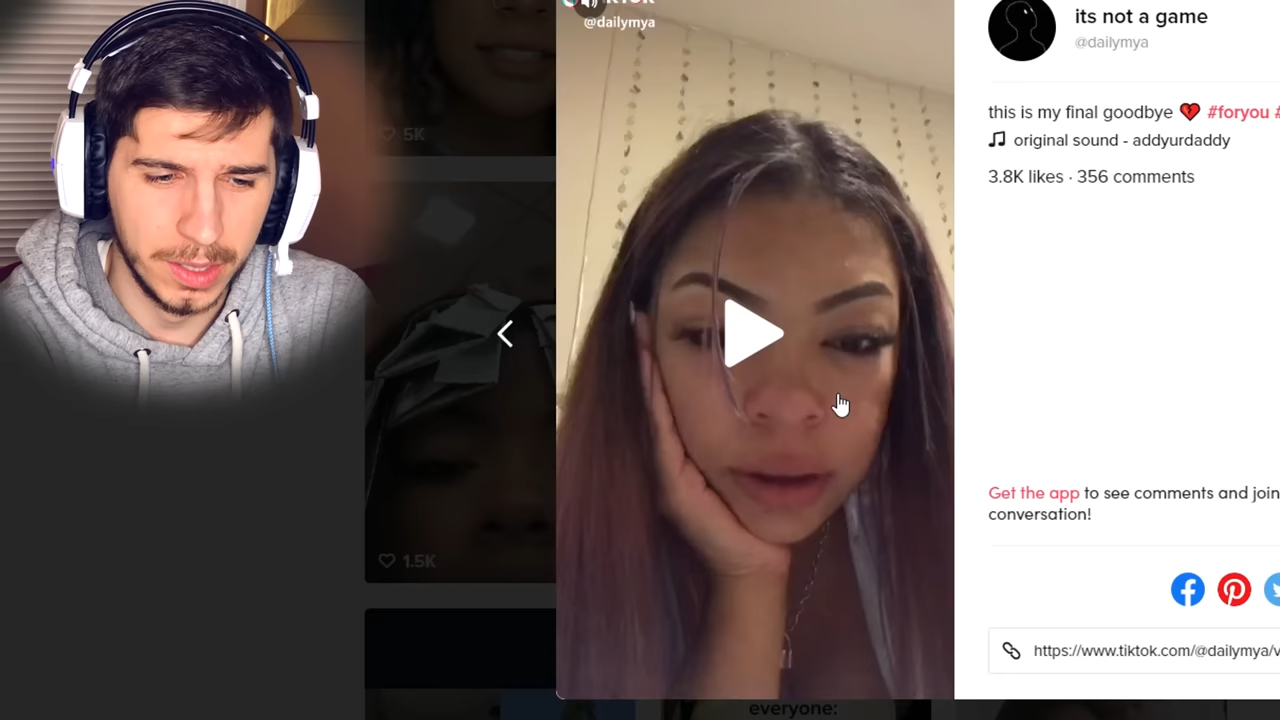 @dailymya
its not a game
@dailymya
this is my final goodbye 💔 #foryou #
original sound - addyurdaddy
3.8K likes · 356 comments
5K
1.5K
Get the app to see comments and join
conversation!
https://www.tiktok.com/@dailymya/v
everyone: